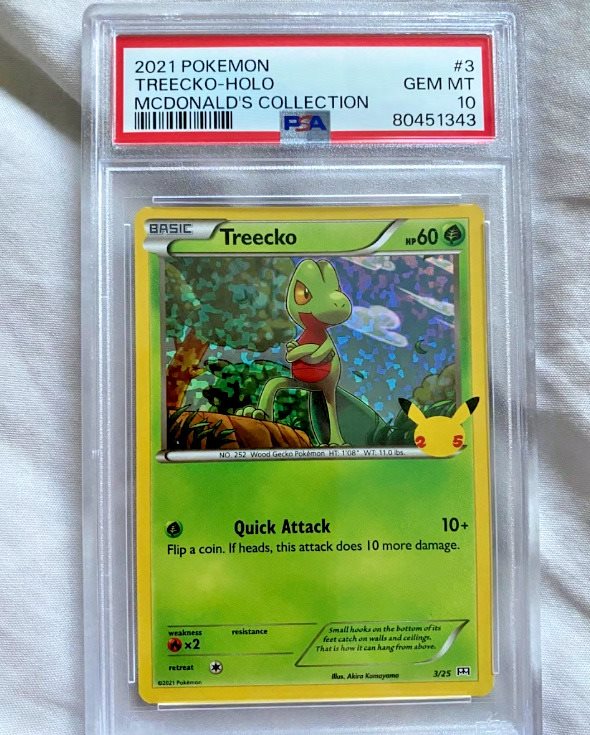 2021 POKEMON #3
TREECKO-HOLO GEM MT
MCDONALD'S COLLECTION 10
PSA 80451343
BASIC Treecko HP60
25
NO. 252 Wood Gecko Pokémon HT: 1'08" WT: 11.0 lbs.
Quick Attack 10+
Flip a coin. If heads, this attack does 10 more damage.
weakness resistance
×2
retreat
Small hooks on the bottom of its
feet catch on walls and ceilings.
That is how it can hang from above.
©2021 Pokémon Illus. Akira Komayama 3/25